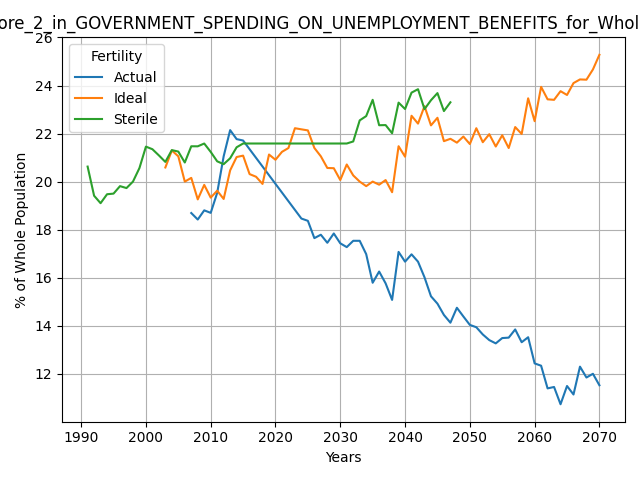 ore_2_in_GOVERNMENT_SPENDING_ON_UNEMPLOYMENT_BENEFITS_for_Whol
Fertility
Actual
Ideal
Sterile
% of Whole Population
26
24
22
20
18
16
14
12
1990 2000 2010 2020 2030 2040 2050 2060 2070
Years